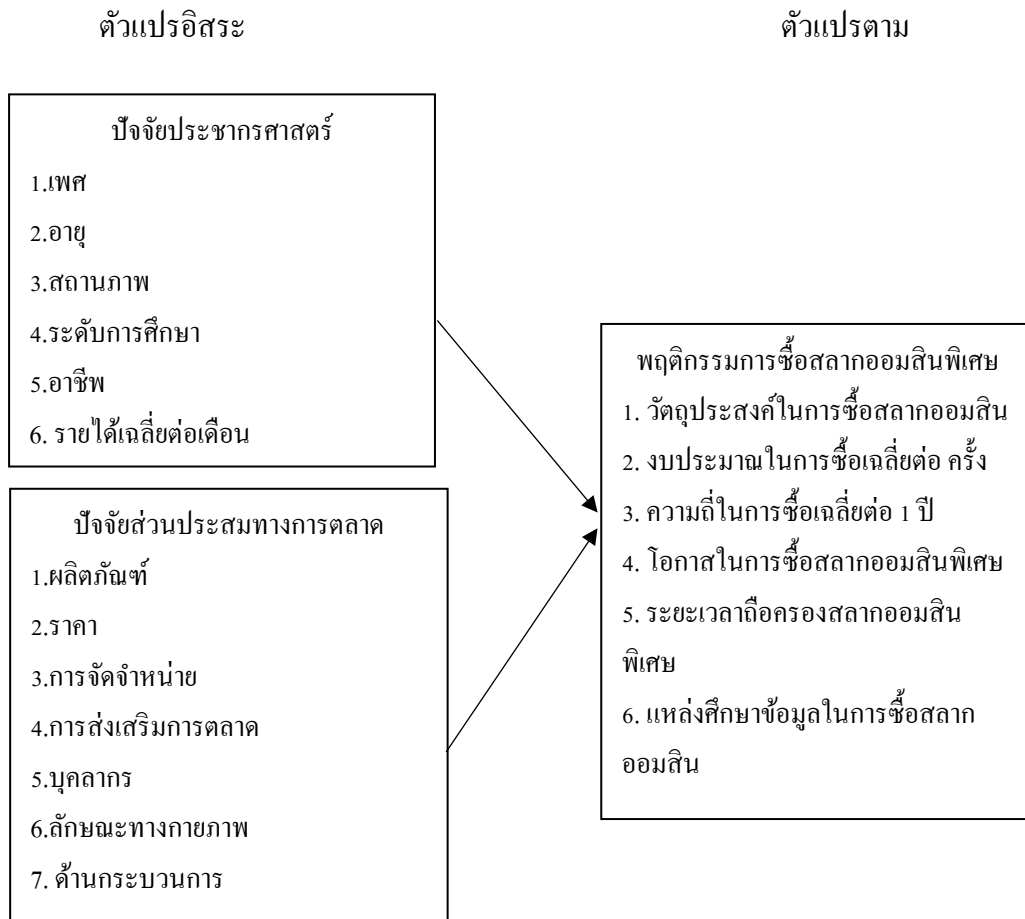 ตัวแปรอิสระ
ตัวแปรตาม
ปัจจัยประชากรศาสตร์
1.เพศ
2.อายุ
3.สถานภาพ
4.ระดับการศึกษา
5.อาชีพ
6. รายได้เฉลี่ยต่อเดือน
ปัจจัยส่วนประสมทางการตลาด
1.ผลิตภัณฑ์
2.ราคา
3.การจัดจำหน่าย
4.การส่งเสริมการตลาด
5.บุคลากร
6.ลักษณะทางกายภาพ
7. ด้านกระบวนการ
พฤติกรรมการซื้อสลากออมสินพิเศษ
1. วัตถุประสงค์ในการซื้อสลากออมสิน
2. งบประมาณในการซื้อเฉลี่ยต่อ ครั้ง
3. ความถี่ในการซื้อเฉลี่ยต่อ 1 ปี
4. โอกาสในการซื้อสลากออมสินพิเศษ
5. ระยะเวลาถือครองสลากออมสิน
พิเศษ
6. แหล่งศึกษาข้อมูลในการซื้อสลาก
ออมสิน